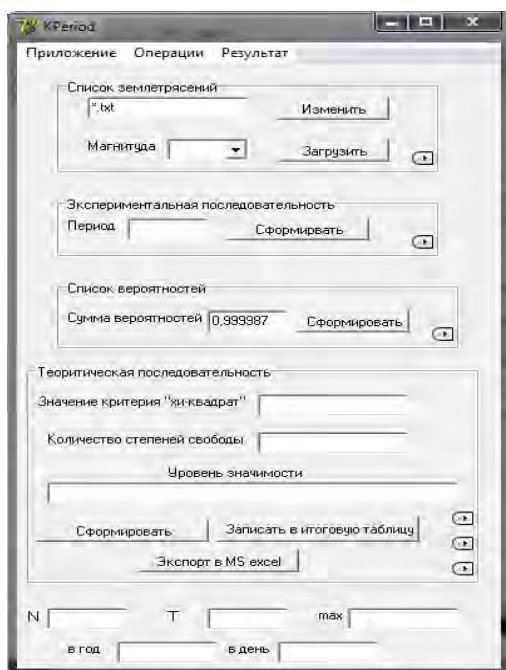 KPeriod
Приложение Операции Результат
Список землетрясений
*.txt Изменить
Магнитуда Загрузить
Экспериментальная последовательность
Период Сформирвать
Список вероятностей
Сумма вероятностей 0,999987 Сформировать
Теоритическая последовательность
Значение критерия "хи-квадрат"
Количество степеней свободы
Уровень значимости
Сформировать Записать в итоговую таблицу
Экспорт в MS excel
N T max
в год в день